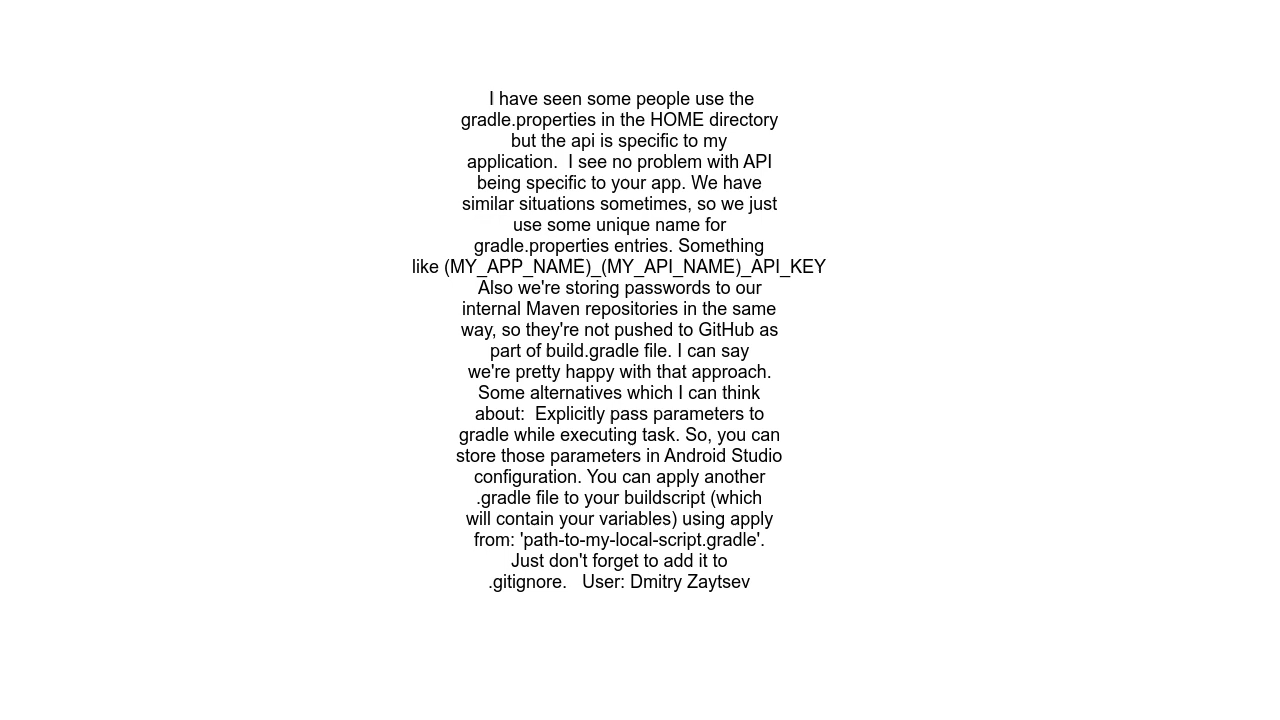 I have seen some people use the
gradle.properties in the HOME directory
but the api is specific to my
application.  I see no problem with API
being specific to your app. We have
similar situations sometimes, so we just
use some unique name for
gradle.properties entries. Something
like (MY_APP_NAME)_(MY_API_NAME)_API_KEY
Also we're storing passwords to our
internal Maven repositories in the same
way, so they're not pushed to GitHub as
part of build.gradle file. I can say
we're pretty happy with that approach.
Some alternatives which I can think
about:  Explicitly pass parameters to
gradle while executing task. So, you can
store those parameters in Android Studio
configuration. You can apply another
.gradle file to your buildscript (which
will contain your variables) using apply
from: 'path-to-my-local-script.gradle'.
Just don't forget to add it to
.gitignore.   User: Dmitry Zaytsev